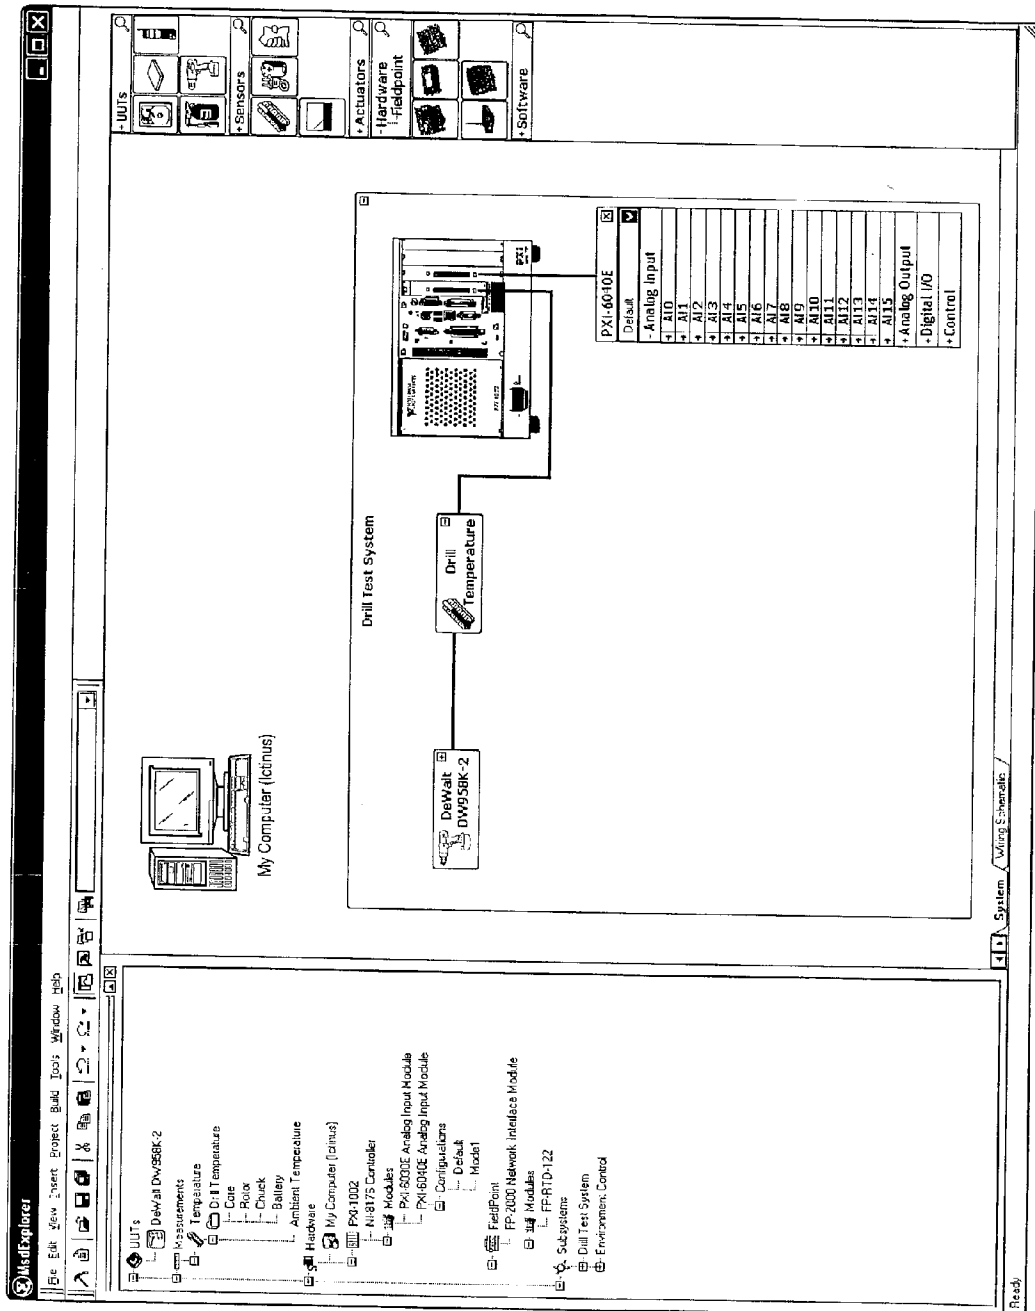 MsdExplorer
File Edit View Insert Project Build Tools Window Help
UUTs
DeWalt DW958K-2
Measurements
Temperature
Drill Temperature
Core
Rotor
Chuck
Battery
Ambient Temperature
Hardware
My Computer (Ictinus)
PXI-1002
NI-8175 Controller
Modules
PXI-6030E Analog Input Module
PXI-6040E Analog Input Module
Configurations
Default
Mode1
FieldPoint
FP-2000 Network Interface Module
Modules
FP-RTD-122
Subsystems
Drill Test System
Environment Control
My Computer (Ictinus)
Drill Test System
DeWalt
DW958K-2
Drill
Temperature
PXI
PXI-6040E
Default
- Analog Input
+ AI0
+ AI1
+ AI2
+ AI3
+ AI4
+ AI5
+ AI6
+ AI7
+ AI8
+ AI9
+ AI10
+ AI11
+ AI12
+ AI13
+ AI14
+ AI15
+ Analog Output
+ Digital I/O
+ Control
+ UUTs
+ Sensors
+ Actuators
- Hardware
- Fieldpoint
+ Software
System Wiring Schematic
Ready